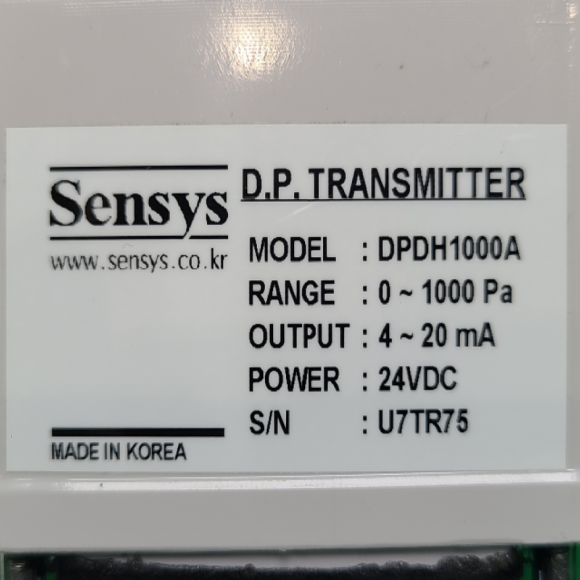 Sensys
www.sensys.co.kr
D.P. TRANSMITTER
MODEL : DPDH1000A
RANGE : 0 ~ 1000 Pa
OUTPUT : 4 ~ 20 mA
POWER : 24VDC
S/N : U7TR75
MADE IN KOREA